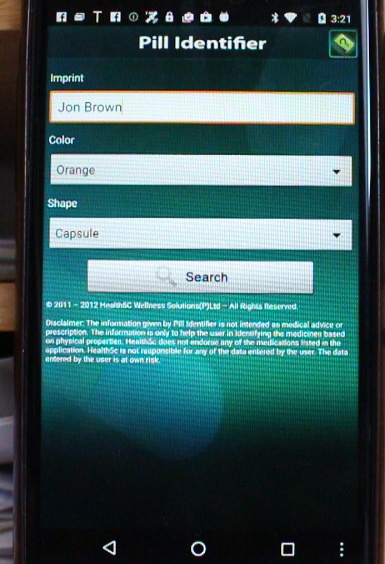 3:21
Pill Identifier
Imprint
Jon Brown
Color
Orange
Shape
Capsule
Search
© 2011 - 2012 Health5C Wellness Solutions(P)Ltd - All Rights Reserved.
Disclaimer: The information given by Pill Identifier is not intended as medical advice or
prescription. The information is only to help the user in identifying the medicines based
on physical properties. Health5c does not endorse any of the medications listed in the
application. Health5c is not responsible for any of the data entered by the user. The data
entered by the user is at own risk.